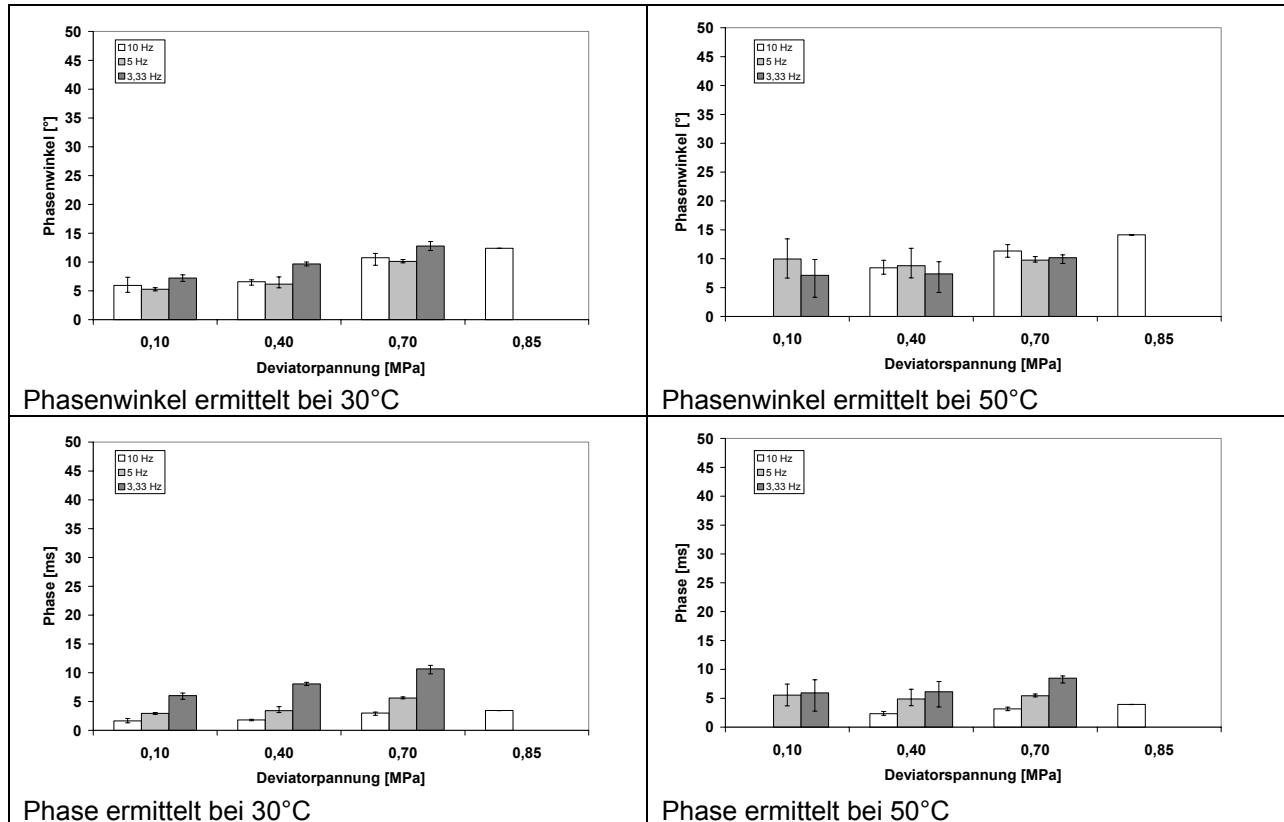 50
45
40
35
30
25
20
15
10
5
0
Phasenwinkel [°]
10 Hz
5 Hz
3,33 Hz
0,10 0,40 0,70 0,85
Deviatorpannung [MPa]
Phasenwinkel ermittelt bei 30°C
50
45
40
35
30
25
20
15
10
5
0
Phasenwinkel [°]
10 Hz
5 Hz
3,33 Hz
0,10 0,40 0,70 0,85
Deviatorspannung [MPa]
Phasenwinkel ermittelt bei 50°C
50
45
40
35
30
25
20
15
10
5
0
Phase [ms]
10 Hz
5 Hz
3,33 Hz
0,10 0,40 0,70 0,85
Deviatorpannung [MPa]
Phase ermittelt bei 30°C
50
45
40
35
30
25
20
15
10
5
0
Phase [ms]
10 Hz
5 Hz
3,33 Hz
0,10 0,40 0,70 0,85
Deviatorspannung [MPa]
Phase ermittelt bei 50°C